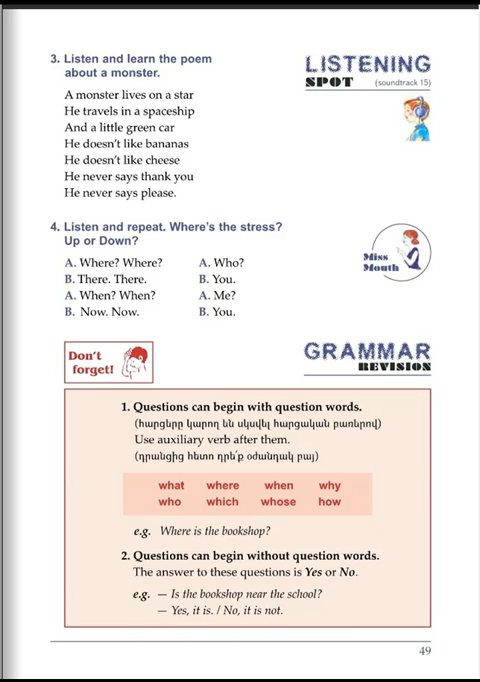 3. Listen and learn the poem
about a monster.
LISTENING
SPOT (soundtrack 15)
A monster lives on a star
He travels in a spaceship
And a little green car
He doesn't like bananas
He doesn't like cheese
He never says thank you
He never says please.
4. Listen and repeat. Where's the stress?
Up or Down?
A. Where? Where? A. Who?
B. There. There. B. You.
A. When? When? A. Me?
B. Now. Now. B. You.
Miss
Mouth
Don't
forget!
GRAMMAR
REVISION
1. Questions can begin with question words.
(հարցերը կարող են սկսվել հարցական բառերով)
Use auxiliary verb after them.
(դրանցից հետո դրե՛ք օժանդակ բայ)
what where when why
who which whose how
e.g. Where is the bookshop?
2. Questions can begin without question words.
The answer to these questions is Yes or No.
e.g. — Is the bookshop near the school?
— Yes, it is. / No, it is not.
49